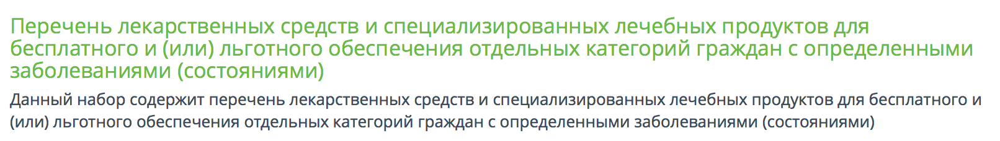 Перечень лекарственных средств и специализированных лечебных продуктов для
бесплатного и (или) льготного обеспечения отдельных категорий граждан с определенными
заболеваниями (состояниями)
Данный набор содержит перечень лекарственных средств и специализированных лечебных продуктов для бесплатного и
(или) льготного обеспечения отдельных категорий граждан с определенными заболеваниями (состояниями)